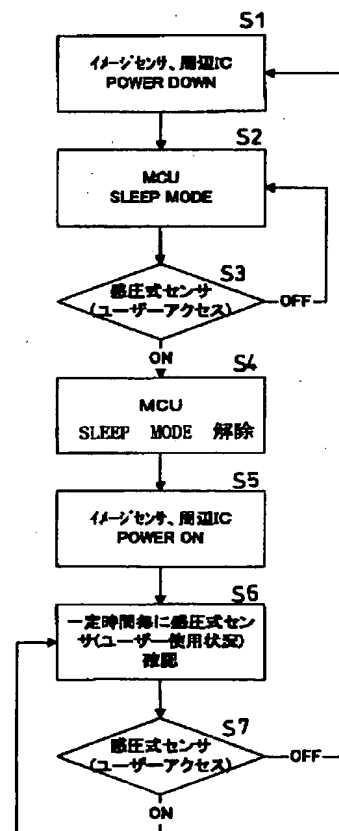 S1
イメージセンサ、周辺IC
POWER DOWN
S2
MCU
SLEEP MODE
S3
感圧式センサ
(ユーザーアクセス)
OFF
ON
S4
MCU
SLEEP MODE 解除
S5
イメージセンサ、周辺IC
POWER ON
S6
一定時間毎に感圧式セン
サ(ユーザー使用状況)
確認
S7
感圧式センサ
(ユーザーアクセス)
OFF
ON